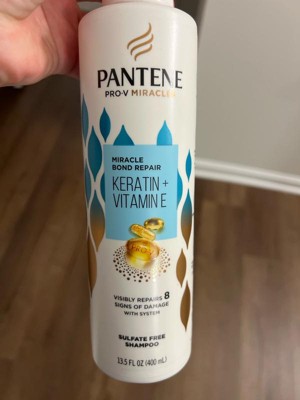 PANTENE
PRO-V MIRACLES
MIRACLE
BOND REPAIR
KERATIN +
VITAMIN E
VISIBLY REPAIRS 8
SIGNS OF DAMAGE
WITH SYSTEM
SULFATE FREE
SHAMPOO
13.5 FL OZ (400 mL)